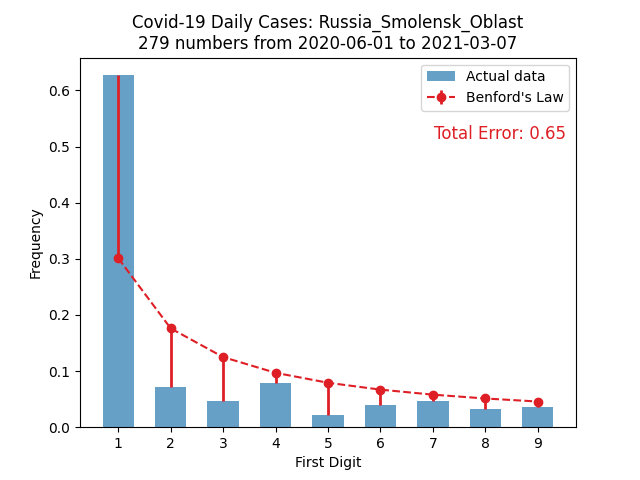 Covid-19 Daily Cases: Russia_Smolensk_Oblast
279 numbers from 2020-06-01 to 2021-03-07
Actual data
Benford's Law
Total Error: 0.65
Frequency
0.6
0.5
0.4
0.3
0.2
0.1
0.0
1 2 3 4 5 6 7 8 9
First Digit